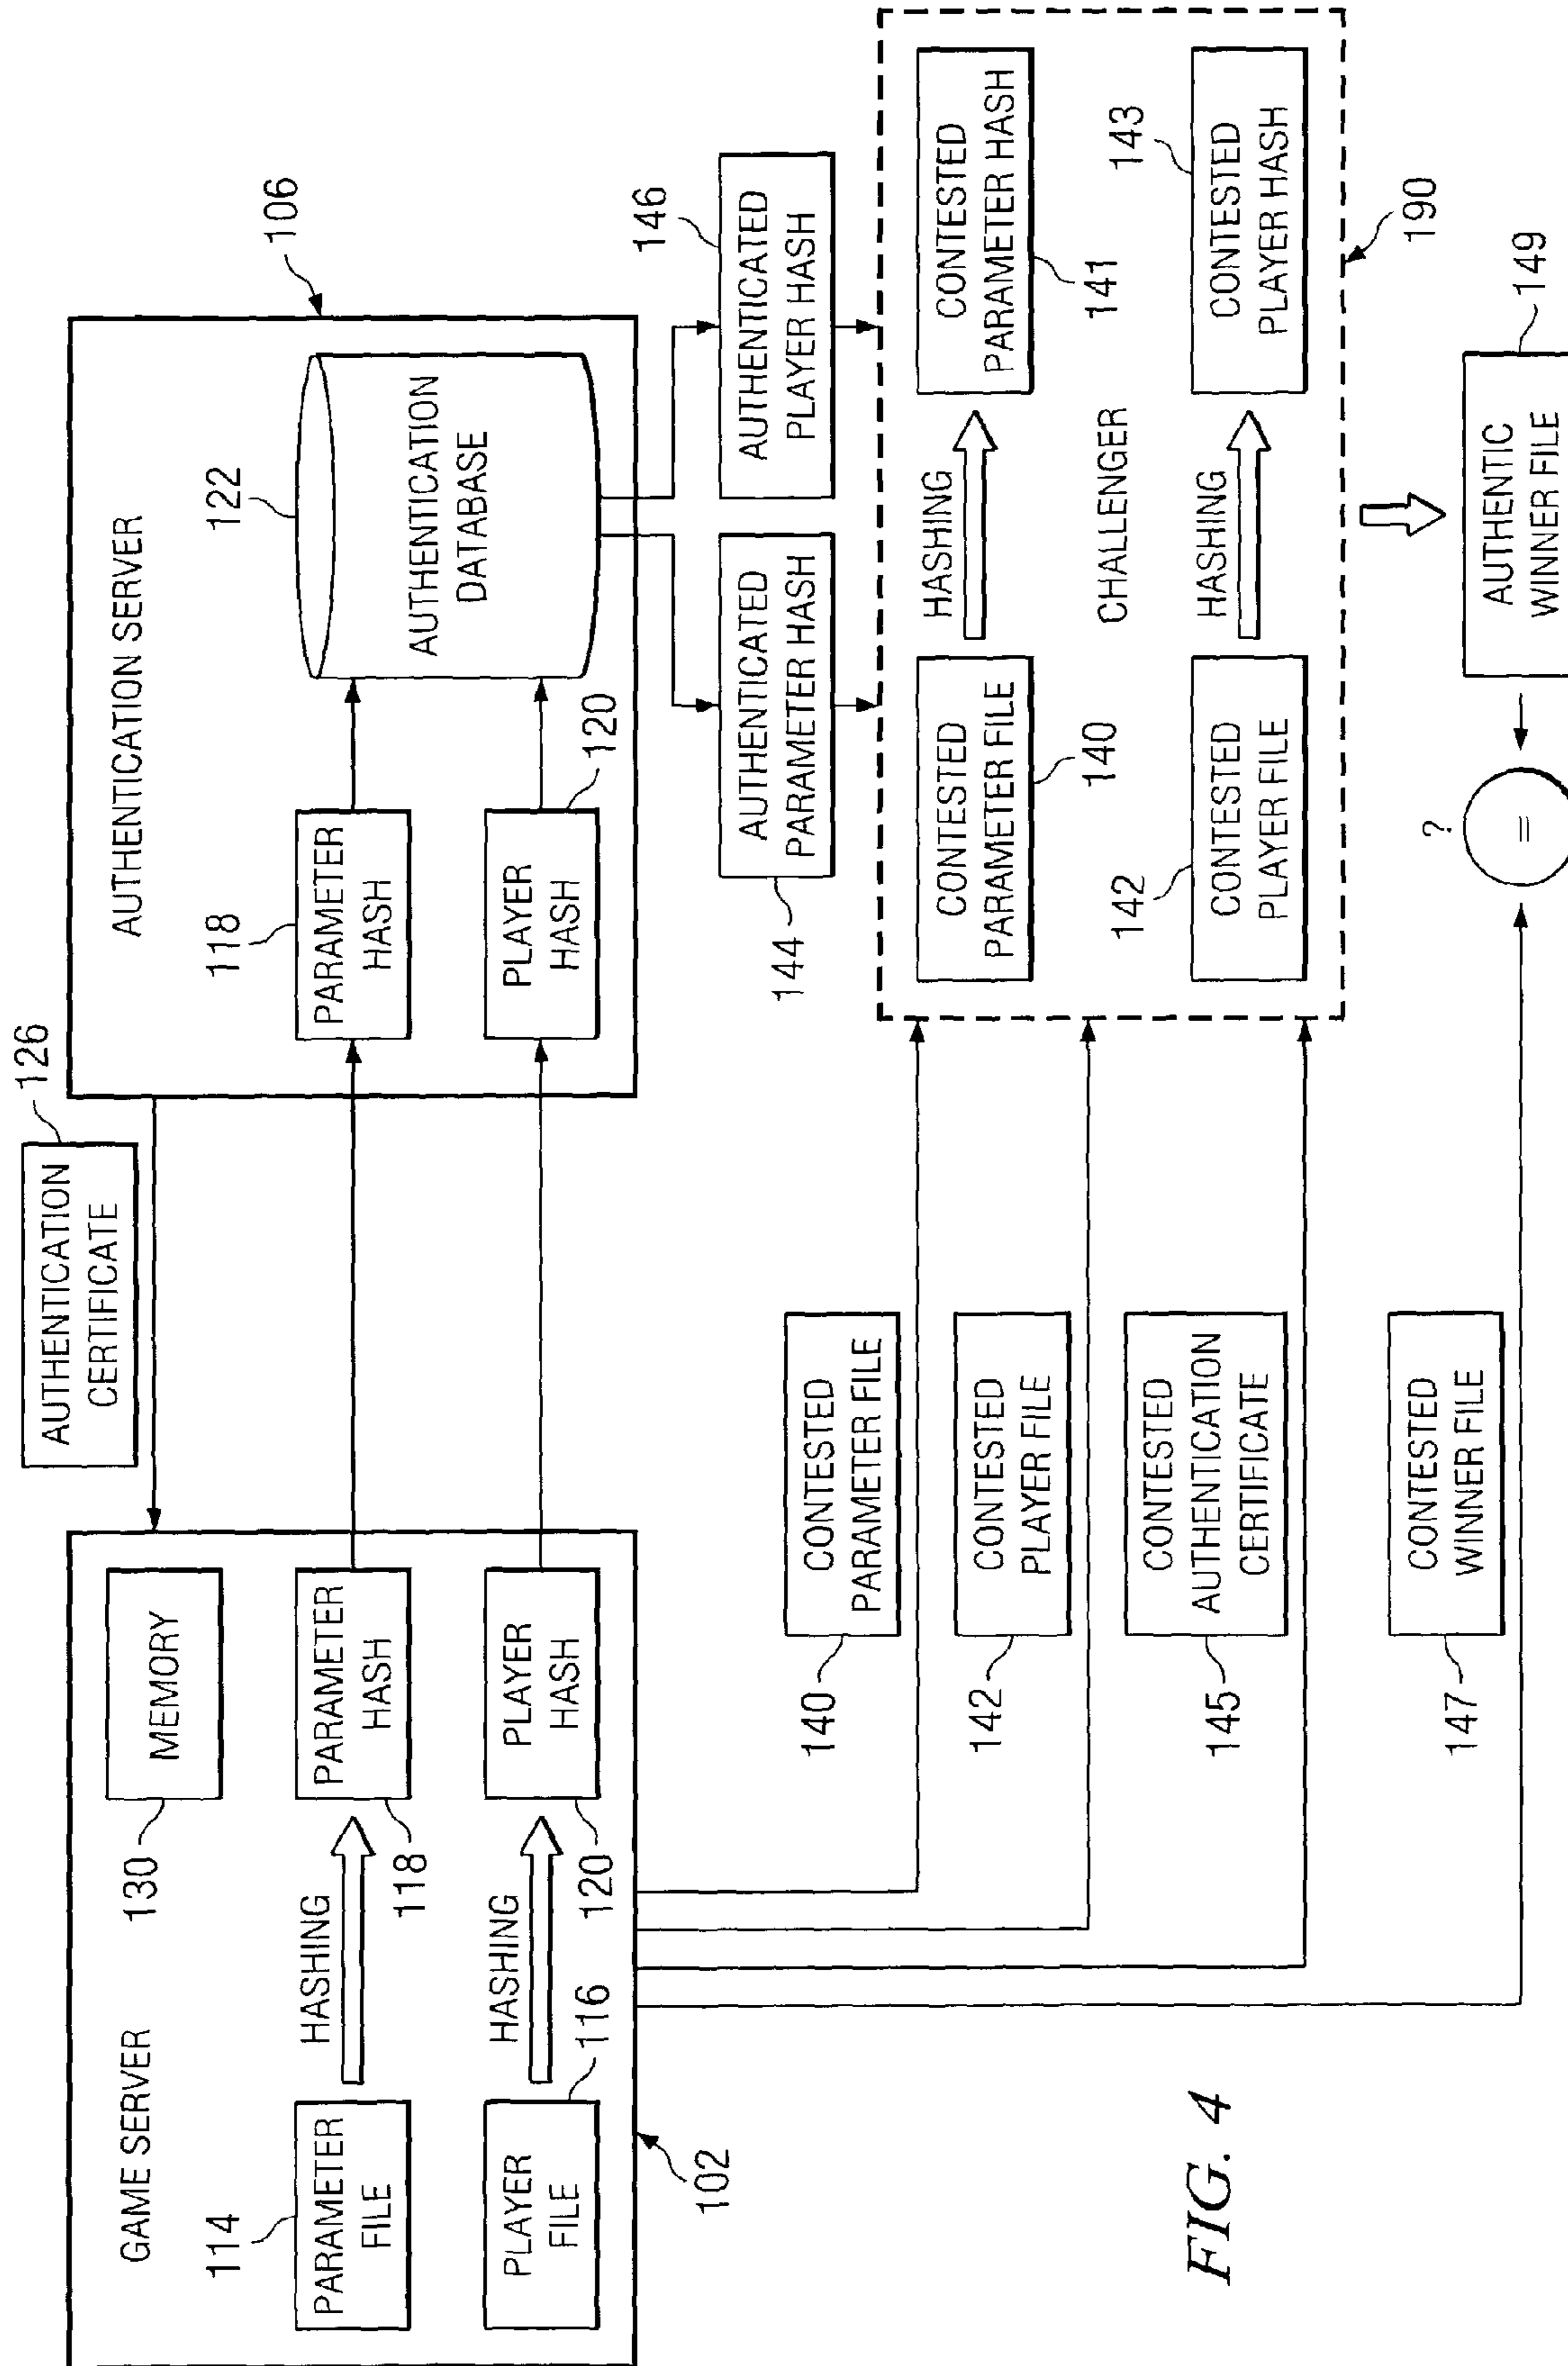 GAME SERVER
114
PARAMETER
FILE
PLAYER
FILE
116
102
HASHING
HASHING
130
MEMORY
118
PARAMETER
HASH
120
PLAYER
HASH
AUTHENTICATION
CERTIFICATE
126
AUTHENTICATION SERVER
106
118
PARAMETER
HASH
PLAYER
HASH
120
122
AUTHENTICATION
DATABASE
144
AUTHENTICATED
PARAMETER HASH
AUTHENTICATED
PLAYER HASH
146
140
CONTESTED
PARAMETER FILE
142
CONTESTED
PLAYER FILE
145
CONTESTED
AUTHENTICATION
CERTIFICATE
147
CONTESTED
WINNER FILE
CONTESTED
PARAMETER FILE
140
HASHING
CONTESTED
PARAMETER HASH
141
CHALLENGER
142
CONTESTED
PLAYER FILE
HASHING
143
CONTESTED
PLAYER HASH
190
?
=
AUTHENTIC
WINNER FILE
149
FIG. 4